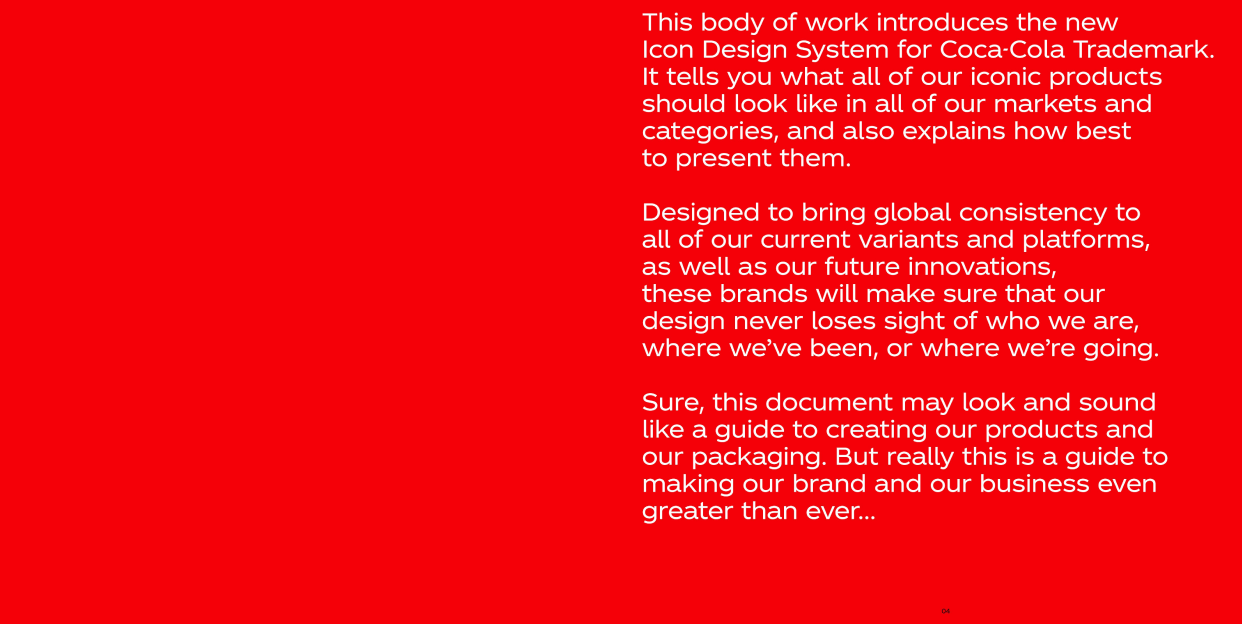 This body of work introduces the new
Icon Design System for Coca-Cola Trademark.
It tells you what all of our iconic products
should look like in all of our markets and
categories, and also explains how best
to present them.
Designed to bring global consistency to
all of our current variants and platforms,
as well as our future innovations,
these brands will make sure that our
design never loses sight of who we are,
where we’ve been, or where we’re going.
Sure, this document may look and sound
like a guide to creating our products and
our packaging. But really this is a guide to
making our brand and our business even
greater than ever...
04